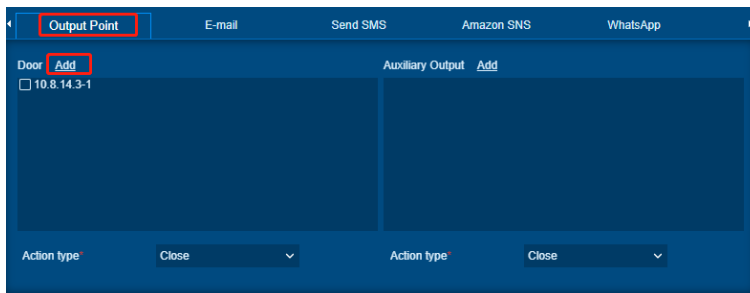 Output Point E-mail Send SMS Amazon SNS WhatsApp
Door Add Auxiliary Output Add
10.8.14.3-1
Action type* Close Action type* Close